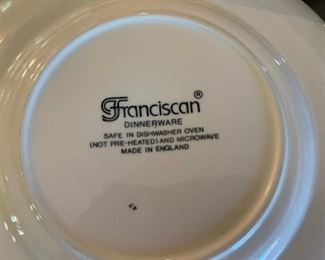 Franciscan ®
DINNERWARE
SAFE IN DISHWASHER OVEN
(NOT PRE-HEATED) AND MICROWAVE
MADE IN ENGLAND